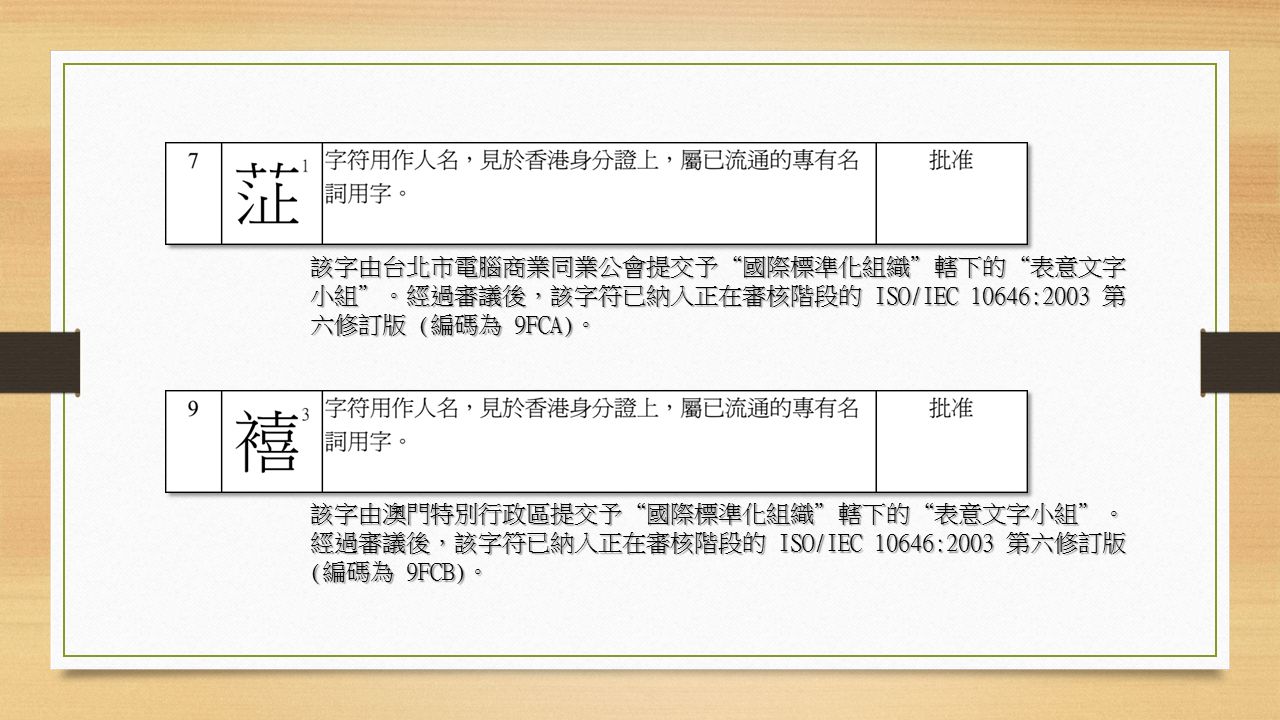 7 鿊1 字符用作人名，見於香港身分證上，屬已流通的專有名 批准
詞用字。
該字由台北市電腦商業同業公會提交予“國際標準化組織”轄下的“表意文字
小組”。經過審議後，該字符已納入正在審核階段的 ISO/IEC 10646:2003 第
六修訂版 (編碼為 9FCA)。
9 鿋3 字符用作人名，見於香港身分證上，屬已流通的專有名 批准
詞用字。
該字由澳門特別行政區提交予“國際標準化組織”轄下的“表意文字小組”。
經過審議後，該字符已納入正在審核階段的 ISO/IEC 10646:2003 第六修訂版
(編碼為 9FCB)。